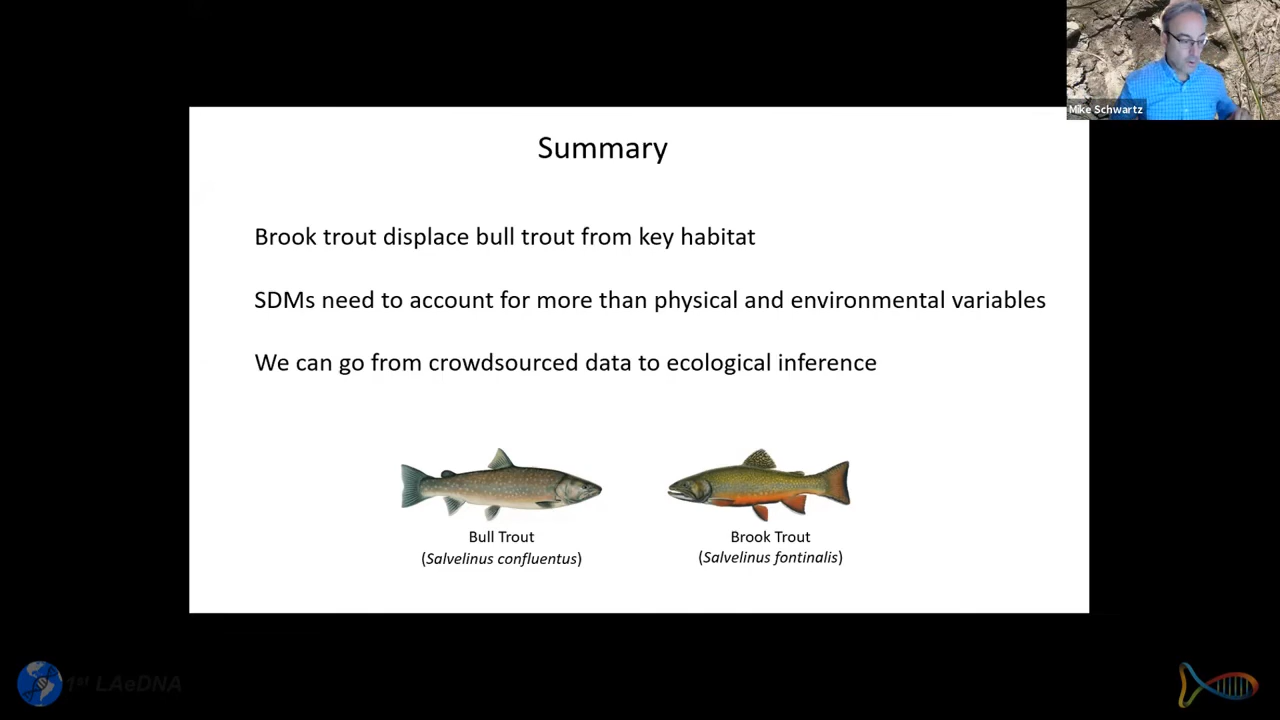 Mike Schwartz
Summary
Brook trout displace bull trout from key habitat
SDMs need to account for more than physical and environmental variables
We can go from crowdsourced data to ecological inference
Bull Trout
(Salvelinus confluentus)
Brook Trout
(Salvelinus fontinalis)
1st LAeDNA